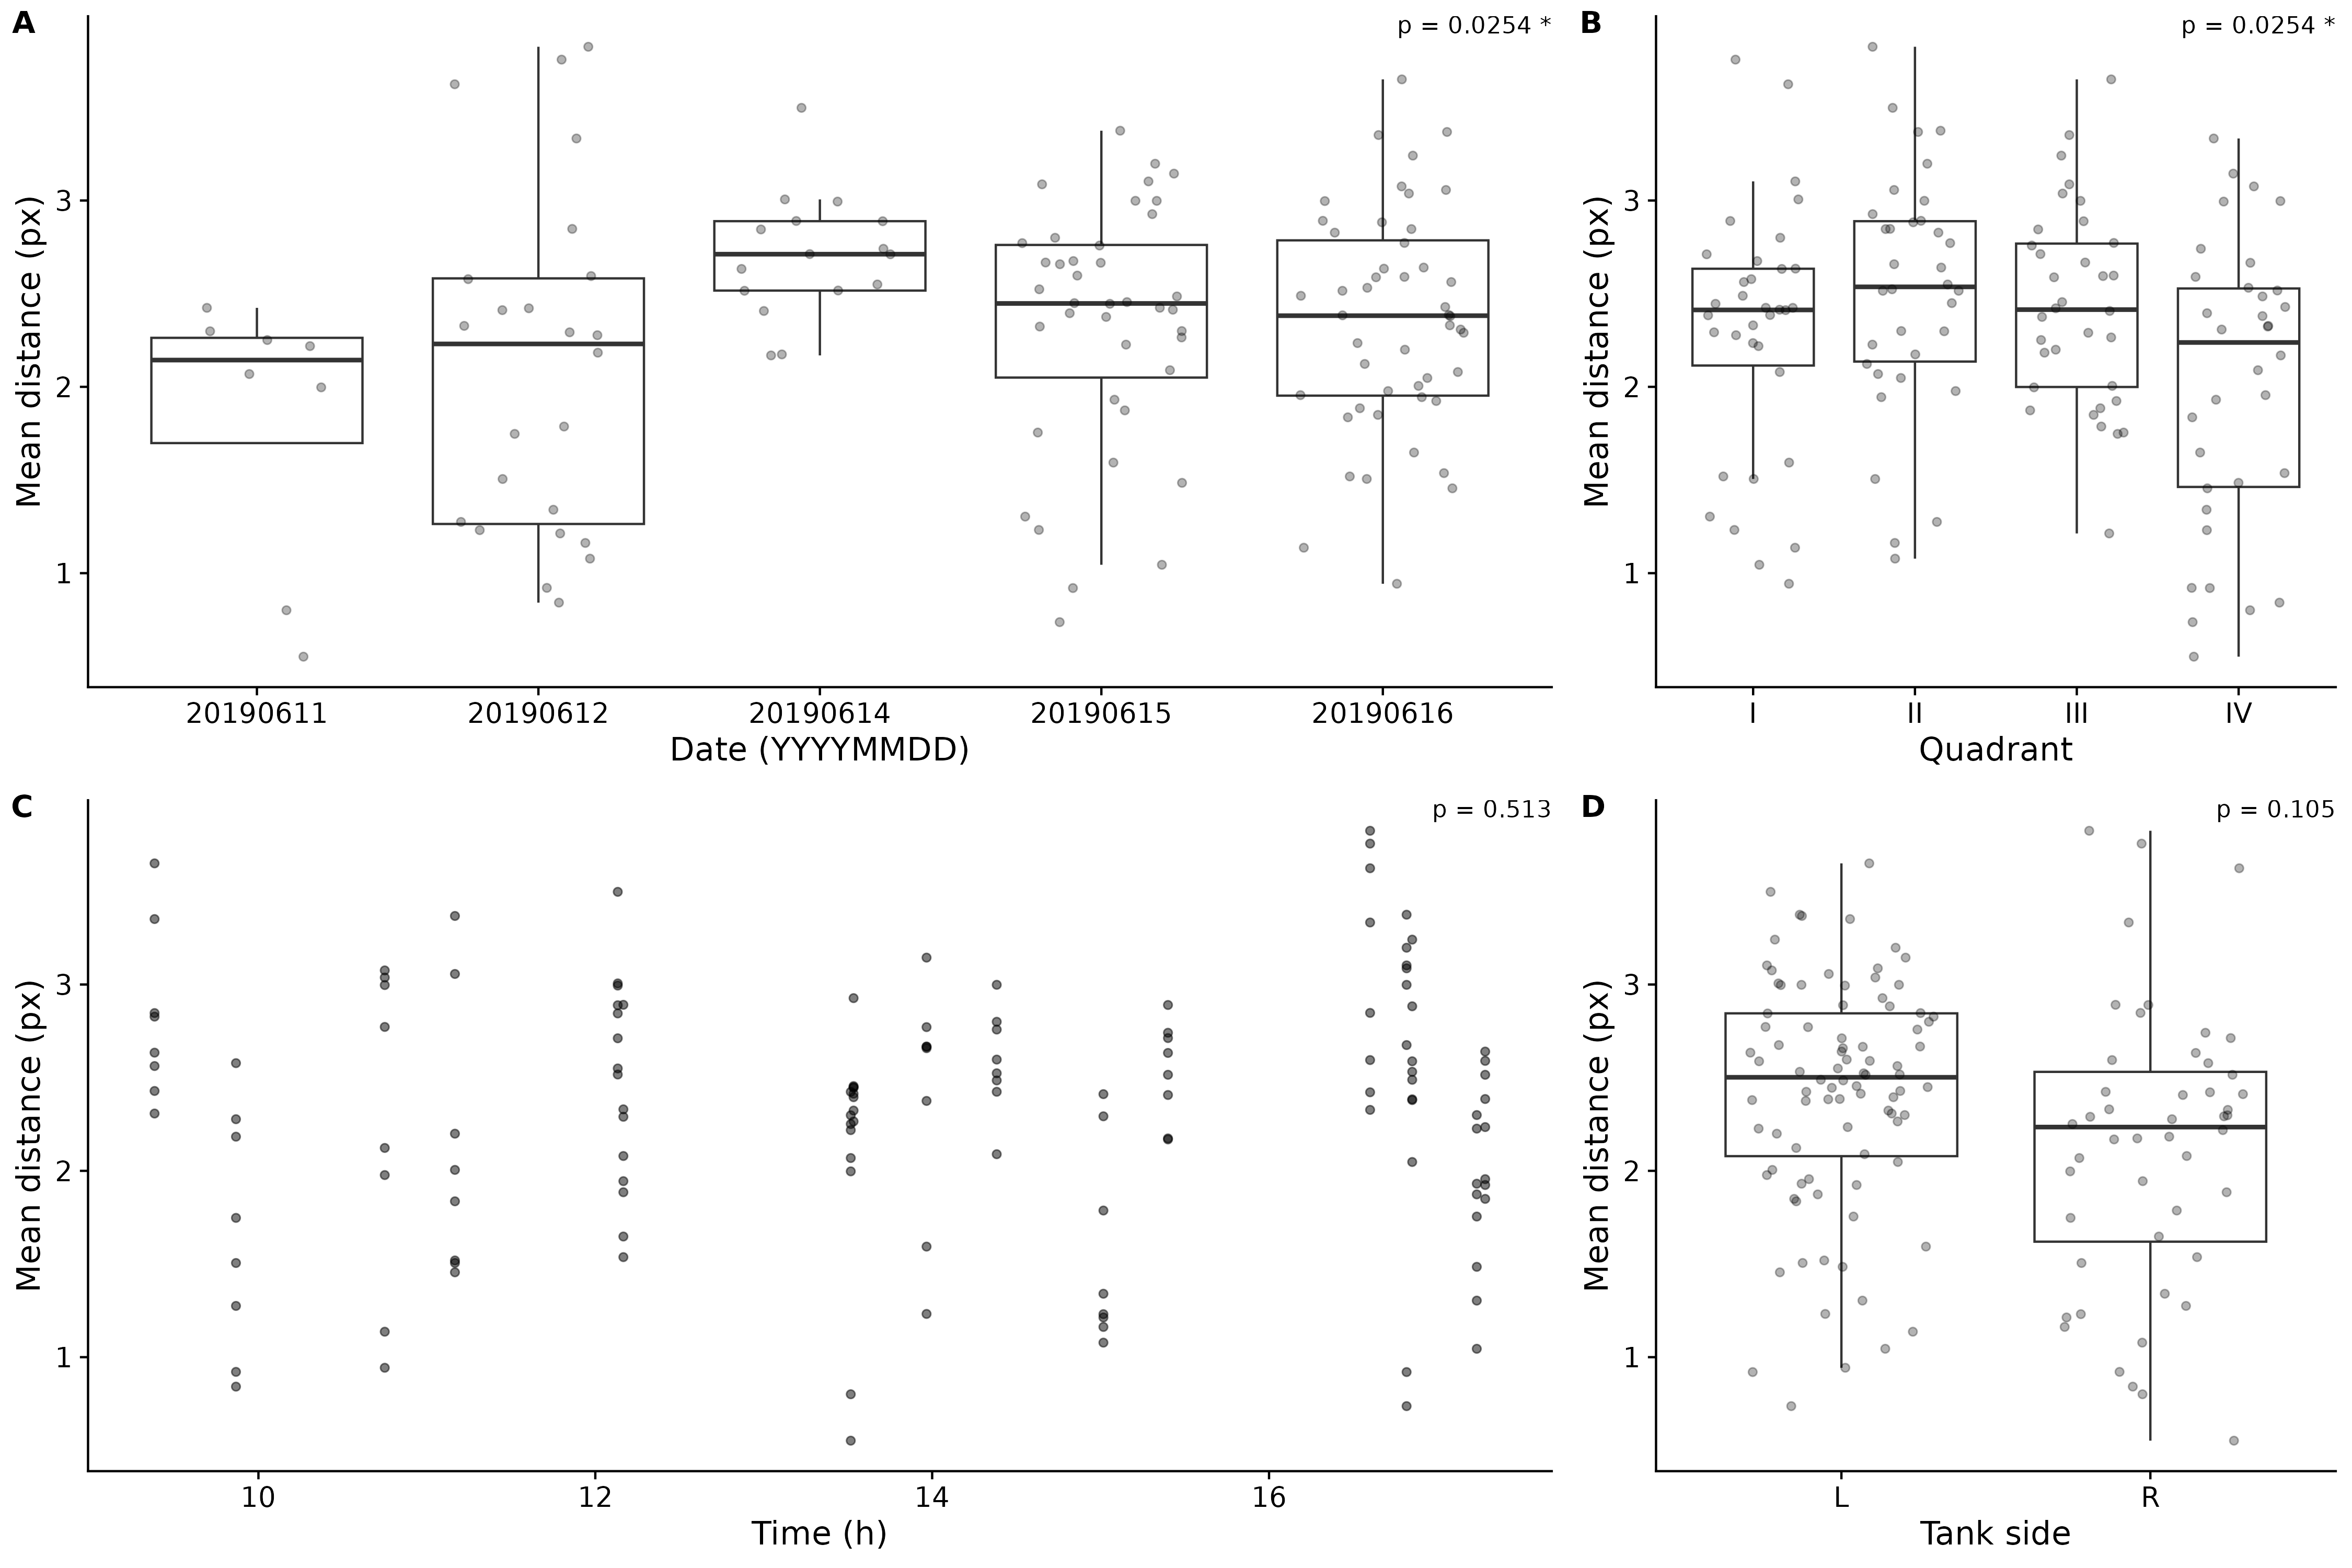 A
p = 0.0254 *
Mean distance (px)
3
2
1
20190611 20190612 20190614 20190615 20190616
Date (YYYYMMDD)
B
p = 0.0254 *
Mean distance (px)
3
2
1
I II III IV
Quadrant
C
p = 0.513
Mean distance (px)
3
2
1
10 12 14 16
Time (h)
D
p = 0.105
Mean distance (px)
3
2
1
L R
Tank side